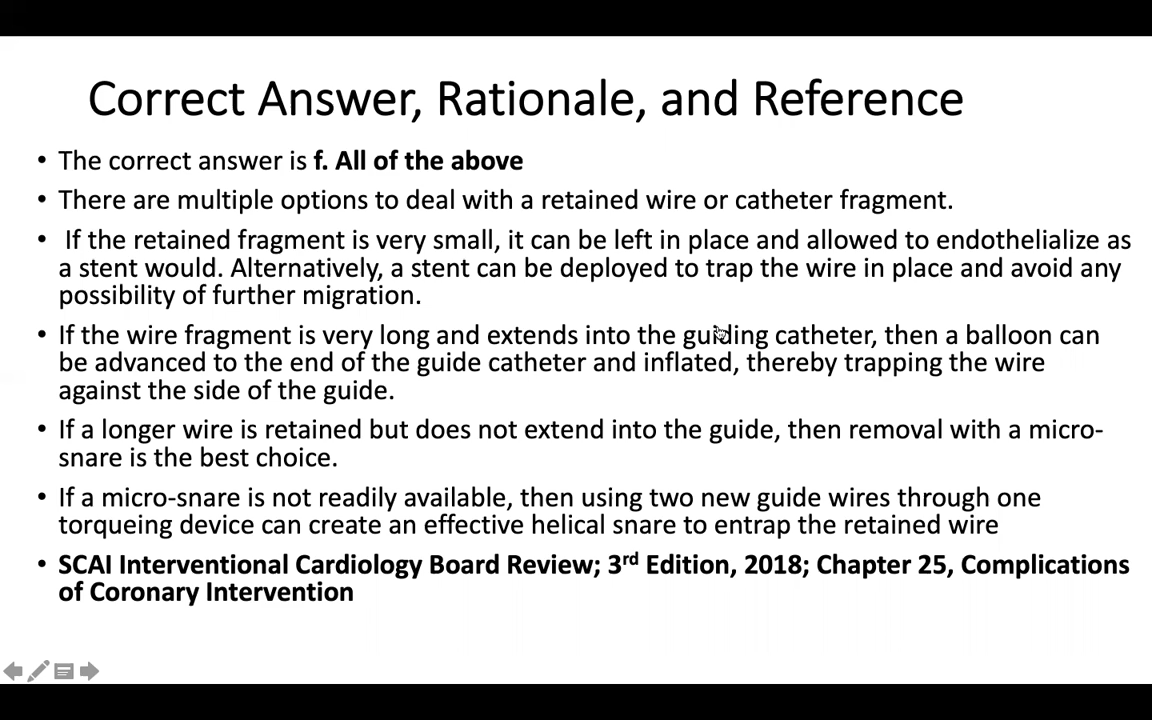 Correct Answer, Rationale, and Reference
• The correct answer is f. All of the above
• There are multiple options to deal with a retained wire or catheter fragment.
• If the retained fragment is very small, it can be left in place and allowed to endothelialize as
a stent would. Alternatively, a stent can be deployed to trap the wire in place and avoid any
possibility of further migration.
• If the wire fragment is very long and extends into the guiding catheter, then a balloon can
be advanced to the end of the guide catheter and inflated, thereby trapping the wire
against the side of the guide.
• If a longer wire is retained but does not extend into the guide, then removal with a micro-
snare is the best choice.
• If a micro-snare is not readily available, then using two new guide wires through one
torqueing device can create an effective helical snare to entrap the retained wire
• SCAI Interventional Cardiology Board Review; 3rd Edition, 2018; Chapter 25, Complications
of Coronary Intervention